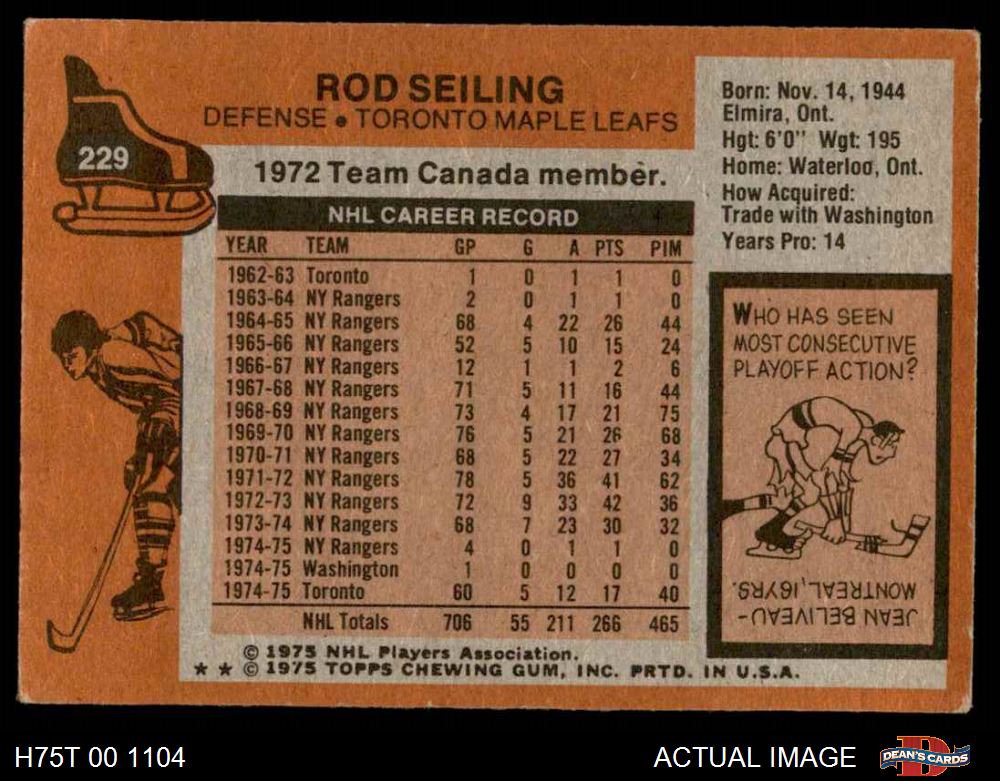 229
ROD SEILING
DEFENSE • TORONTO MAPLE LEAFS
1972 Team Canada member.
NHL CAREER RECORD
YEAR TEAM GP G A PTS PIM
1962-63 Toronto 1 0 1 1 0
1963-64 NY Rangers 2 0 1 1 0
1964-65 NY Rangers 68 4 22 26 44
1965-66 NY Rangers 52 5 10 15 24
1966-67 NY Rangers 12 1 1 2 6
1967-68 NY Rangers 71 5 11 16 44
1968-69 NY Rangers 73 4 17 21 75
1969-70 NY Rangers 76 5 21 26 68
1970-71 NY Rangers 68 5 22 27 34
1971-72 NY Rangers 78 5 36 41 62
1972-73 NY Rangers 72 9 33 42 36
1973-74 NY Rangers 68 7 23 30 32
1974-75 NY Rangers 4 0 1 1 0
1974-75 Washington 1 0 0 0 0
1974-75 Toronto 60 5 12 17 40
NHL Totals 706 55 211 266 465
© 1975 NHL Players Association.
★ ★ © 1975 TOPPS CHEWING GUM, INC. PRTD. IN U.S.A.
Born: Nov. 14, 1944
Elmira, Ont.
Hgt: 6'0" Wgt: 195
Home: Waterloo, Ont.
How Acquired:
Trade with Washington
Years Pro: 14
WHO HAS SEEN
MOST CONSECUTIVE
PLAYOFF ACTION?
JEAN BELIVEAU -
MONTREAL, 16 YRS.
H75T 00 1104
ACTUAL IMAGE
DEAN'S CARDS